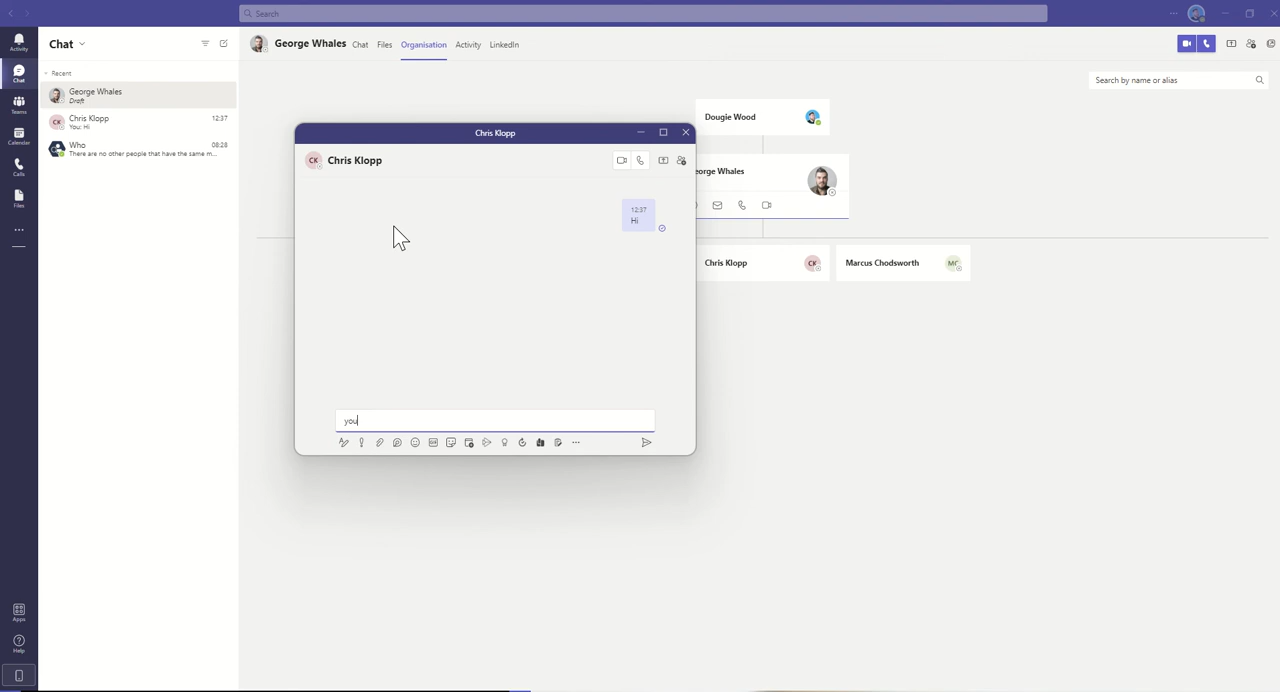 Search
Activity
Chat
Teams
Calendar
Calls
Files
Apps
Help
Chat
Recent
George Whales
Draft
CK
Chris Klopp
12:37
You: Hi
Who
08:28
There are no other people that have the same m...
George Whales
Chat
Files
Organisation
Activity
LinkedIn
Search by name or alias
Dougie Wood
eorge Whales
Chris Klopp
CK
Marcus Chodsworth
MC
Chris Klopp
CK
Chris Klopp
12:37
Hi
you
GIF